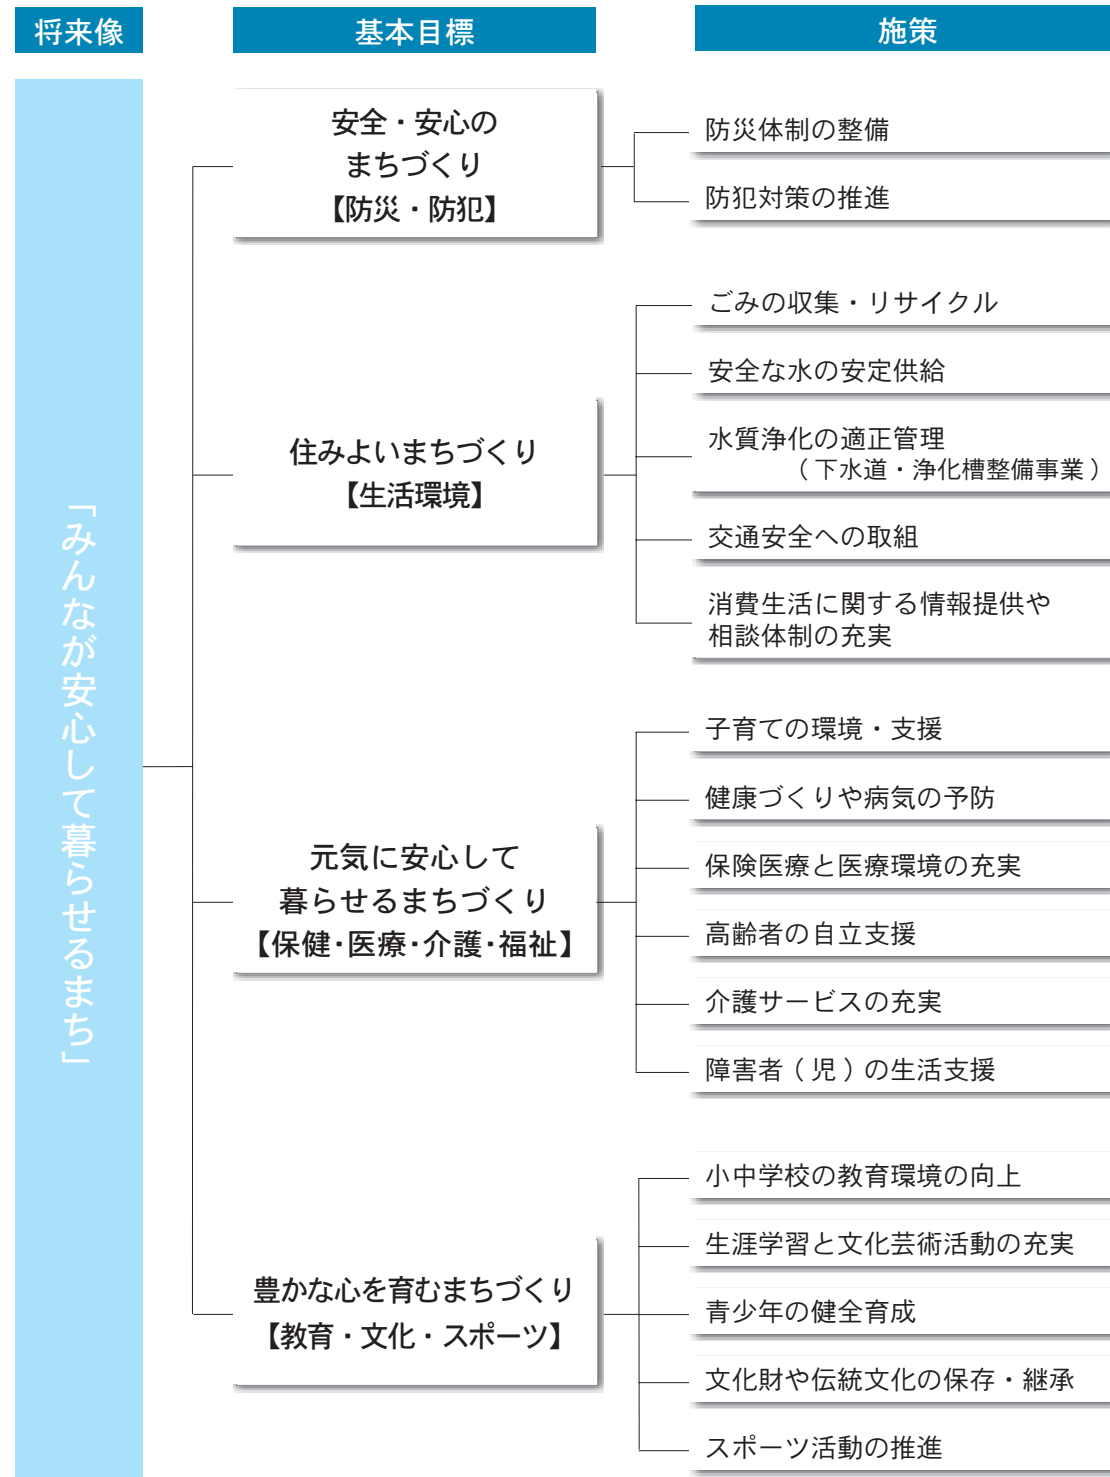 将来像
基本目標
施策
「みんなが安心して暮らせるまち」
安全・安心の
まちづくり
【防災・防犯】
防災体制の整備
防犯対策の推進
住みよいまちづくり
【生活環境】
ごみの収集・リサイクル
安全な水の安定供給
水質浄化の適正管理
（下水道・浄化槽整備事業）
交通安全への取組
消費生活に関する情報提供や
相談体制の充実
元気に安心して
暮らせるまちづくり
【保健・医療・介護・福祉】
子育ての環境・支援
健康づくりや病気の予防
保険医療と医療環境の充実
高齢者の自立支援
介護サービスの充実
障害者（児）の生活支援
豊かな心を育むまちづくり
【教育・文化・スポーツ】
小中学校の教育環境の向上
生涯学習と文化芸術活動の充実
青少年の健全育成
文化財や伝統文化の保存・継承
スポーツ活動の推進